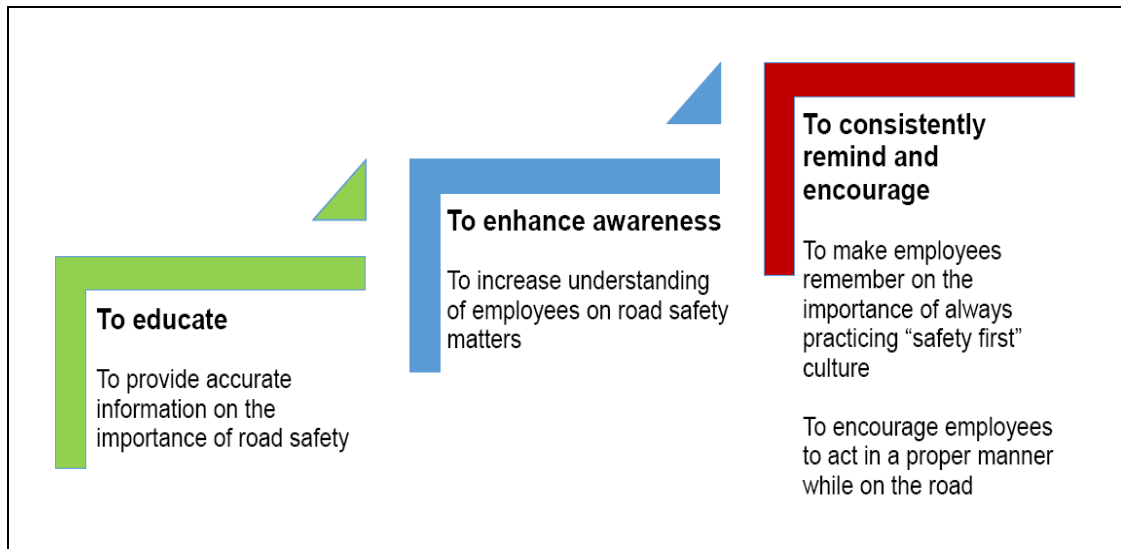 To educate
To provide accurate
information on the
importance of road safety
To enhance awareness
To increase understanding
of employees on road safety
matters
To consistently
remind and
encourage
To make employees
remember on the
importance of always
practicing “safety first”
culture
To encourage employees
to act in a proper manner
while on the road